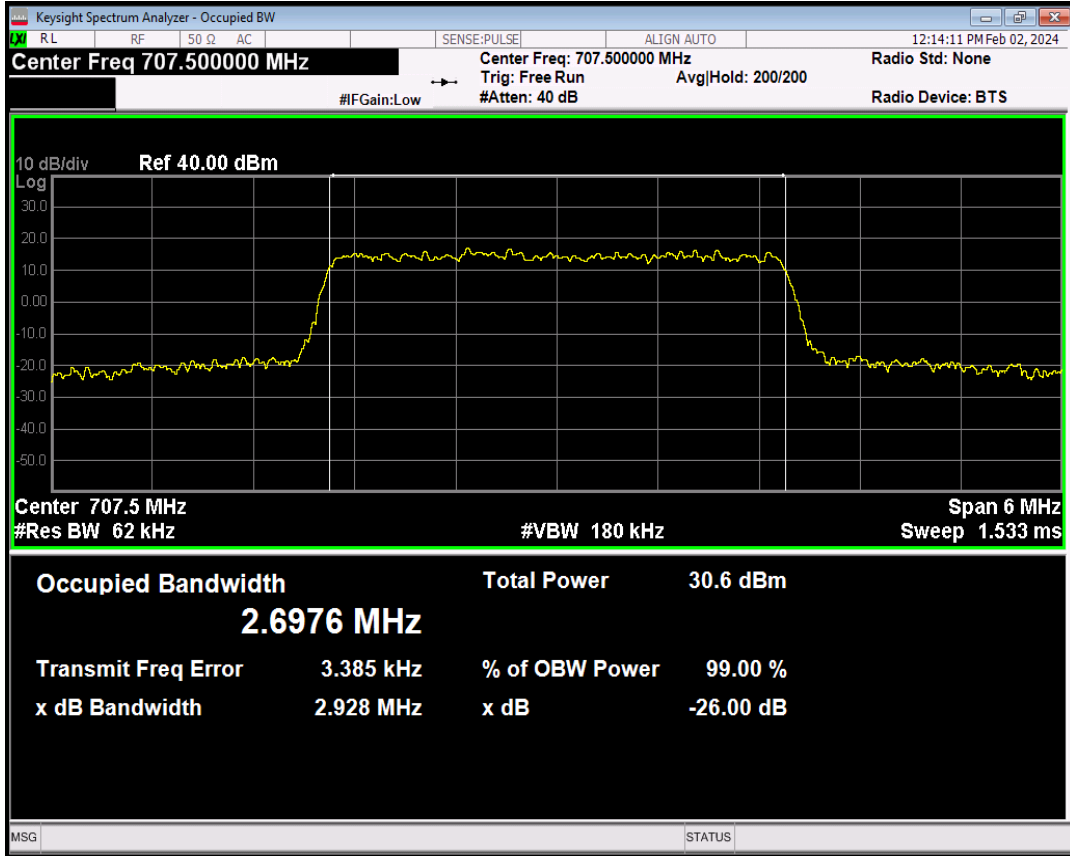 Keysight Spectrum Analyzer - Occupied BW
LXI RL RF 50 Ω AC SENSE:PULSE ALIGN AUTO 12:14:11 PM Feb 02, 2024
Center Freq 707.500000 MHz Center Freq: 707.500000 MHz Radio Std: None
Trig: Free Run Avg|Hold: 200/200
#IFGain:Low #Atten: 40 dB Radio Device: BTS
10 dB/div Ref 40.00 dBm
Log
30.0
20.0
10.0
0.00
-10.0
-20.0
-30.0
-40.0
-50.0
Center 707.5 MHz Span 6 MHz
#Res BW 62 kHz #VBW 180 kHz Sweep 1.533 ms
Occupied Bandwidth Total Power 30.6 dBm
2.6976 MHz
Transmit Freq Error 3.385 kHz % of OBW Power 99.00 %
x dB Bandwidth 2.928 MHz x dB -26.00 dB
MSG STATUS